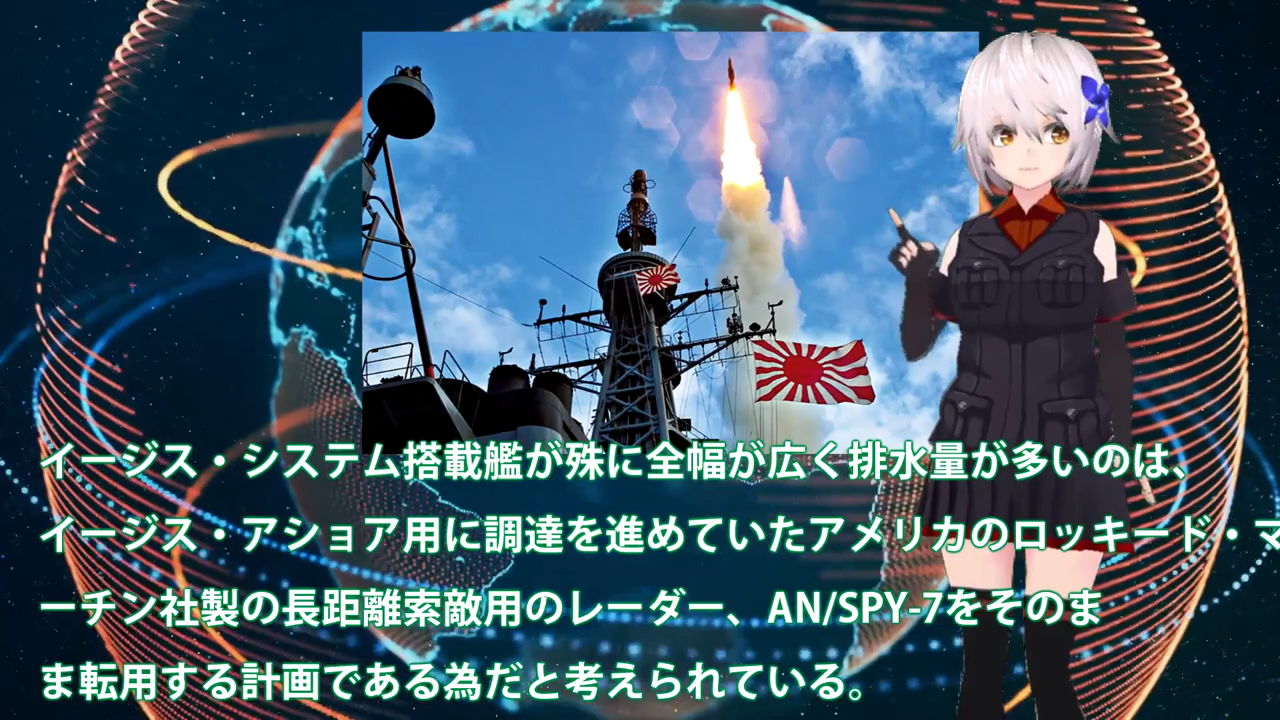 イージス・システム搭載艦が殊に全幅が広く排水量が多いのは、
イージス・アショア用に調達を進めていたアメリカのロッキード・マ
ーチン社製の長距離索敵用のレーダー、AN/SPY-7をそのま
ま転用する計画である為だと考えられている。